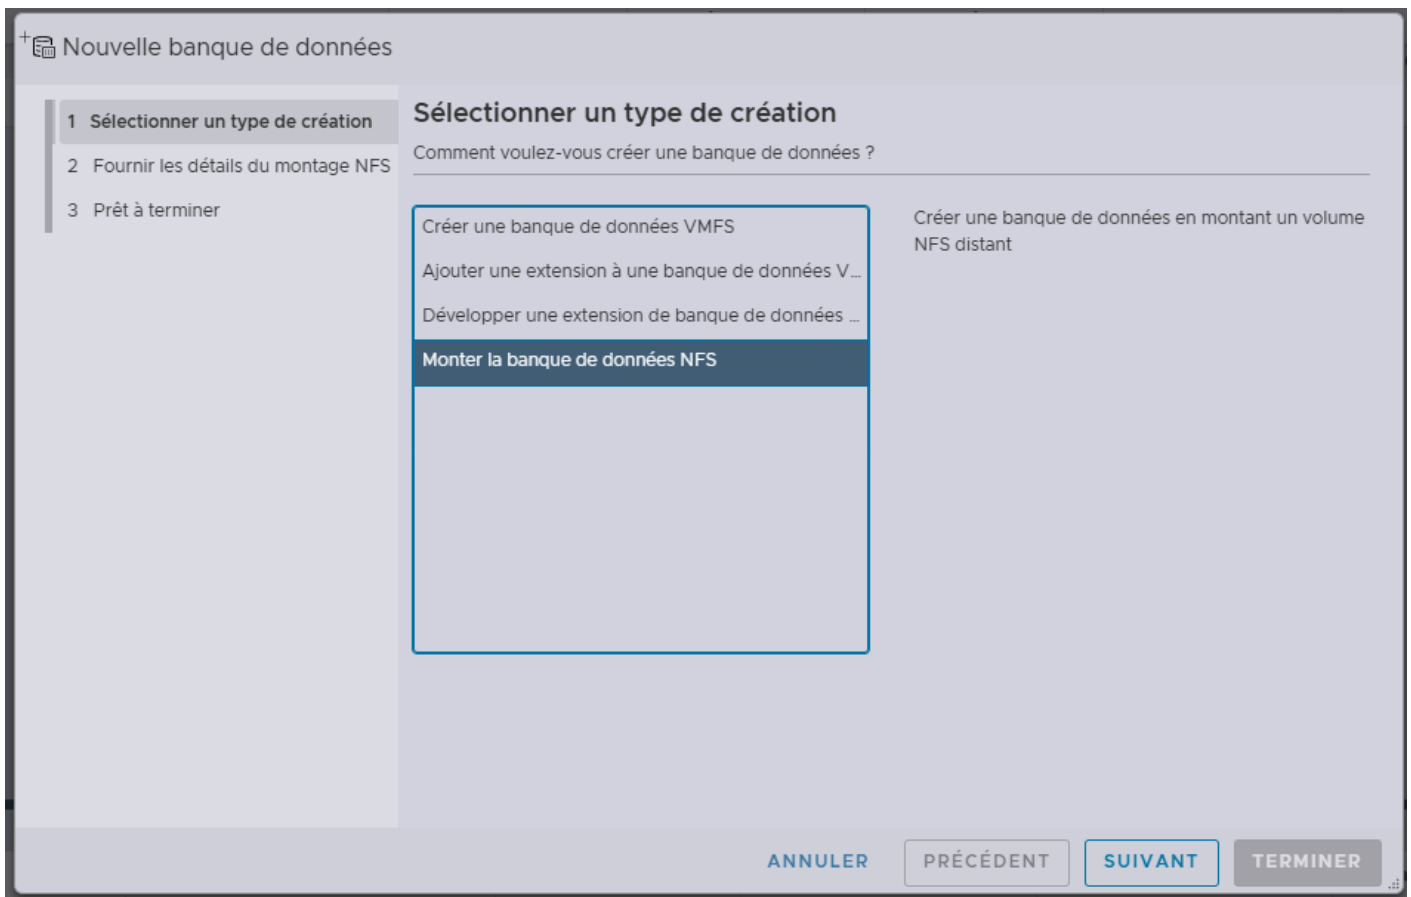 Nouvelle banque de données
1 Sélectionner un type de création
2 Fournir les détails du montage NFS
3 Prêt à terminer
Sélectionner un type de création
Comment voulez-vous créer une banque de données ?
Créer une banque de données VMFS
Ajouter une extension à une banque de données V...
Développer une extension de banque de données ...
Monter la banque de données NFS
Créer une banque de données en montant un volume
NFS distant
ANNULER
PRÉCÉDENT
SUIVANT
TERMINER